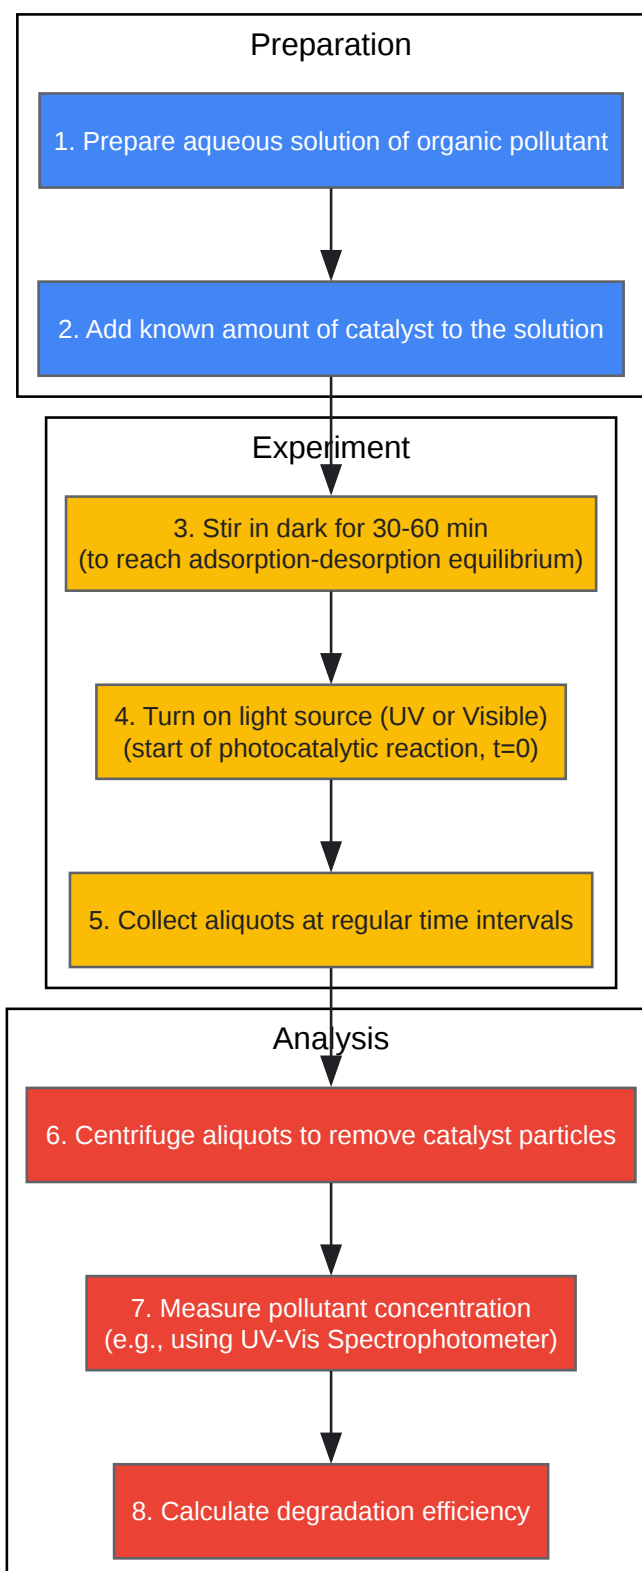 Preparation
1. Prepare aqueous solution of organic pollutant
2. Add known amount of catalyst to the solution
Experiment
3. Stir in dark for 30-60 min
(to reach adsorption-desorption equilibrium)
4. Turn on light source (UV or Visible)
(start of photocatalytic reaction, t=0)
5. Collect aliquots at regular time intervals
Analysis
6. Centrifuge aliquots to remove catalyst particles
7. Measure pollutant concentration
(e.g., using UV-Vis Spectrophotometer)
8. Calculate degradation efficiency